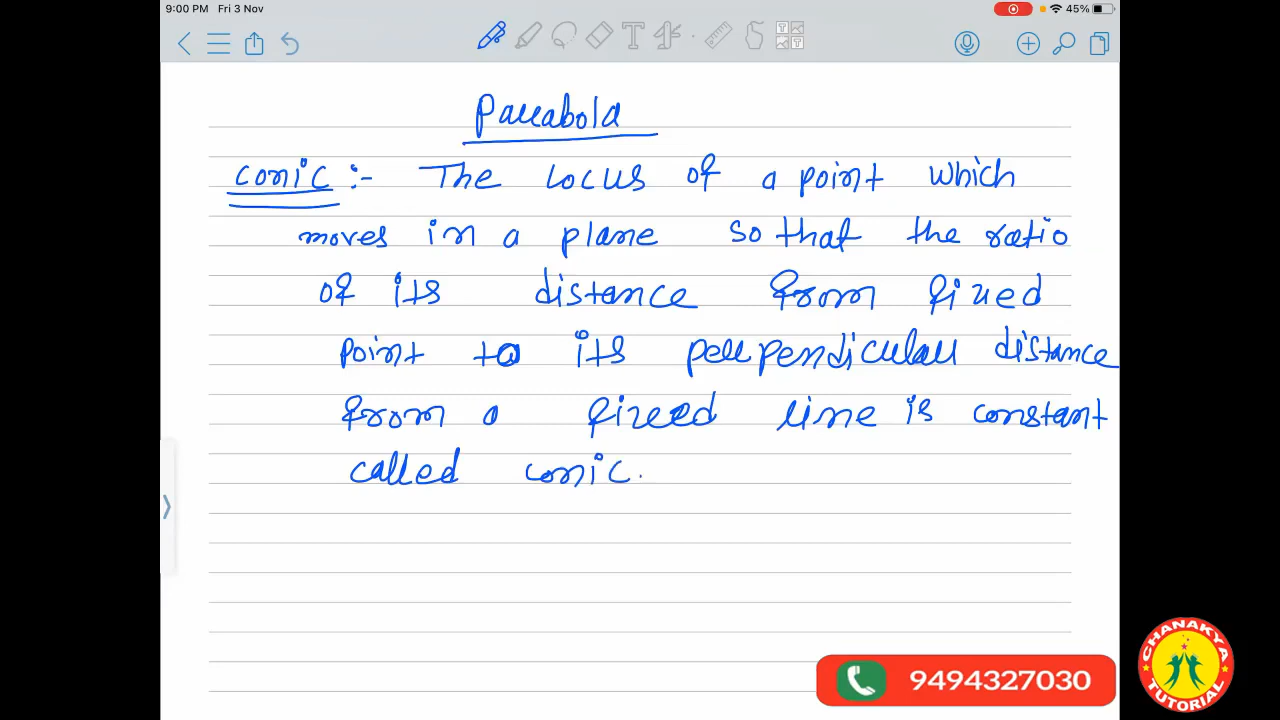 9:00 PM Fri 3 Nov
45%
Parabola
conic :- The locus of a point which
moves in a plane so that the ratio
of its distance from fixed
point to its perpendicular distance
from a fixed line is constant
called conic.
9494327030
CHANAKYA
TUTORIAL